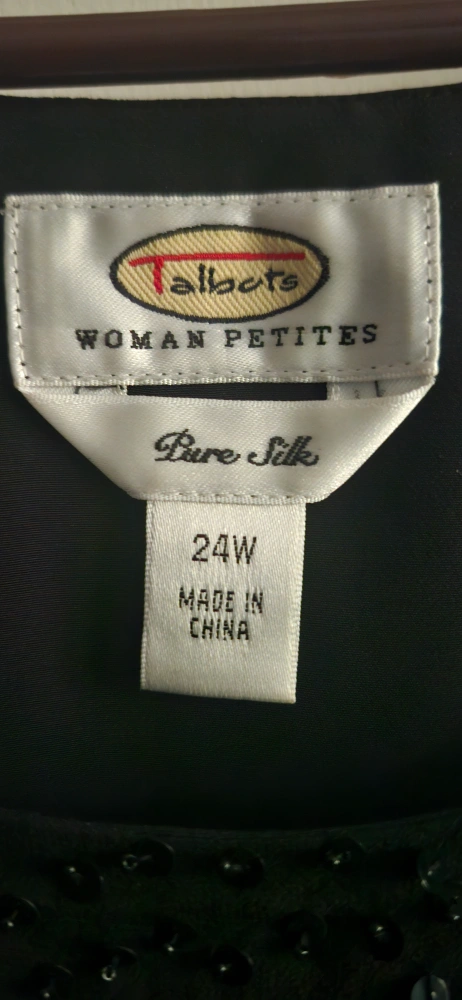 Talbots
WOMAN PETITES
Pure Silk
24W
MADE IN
CHINA